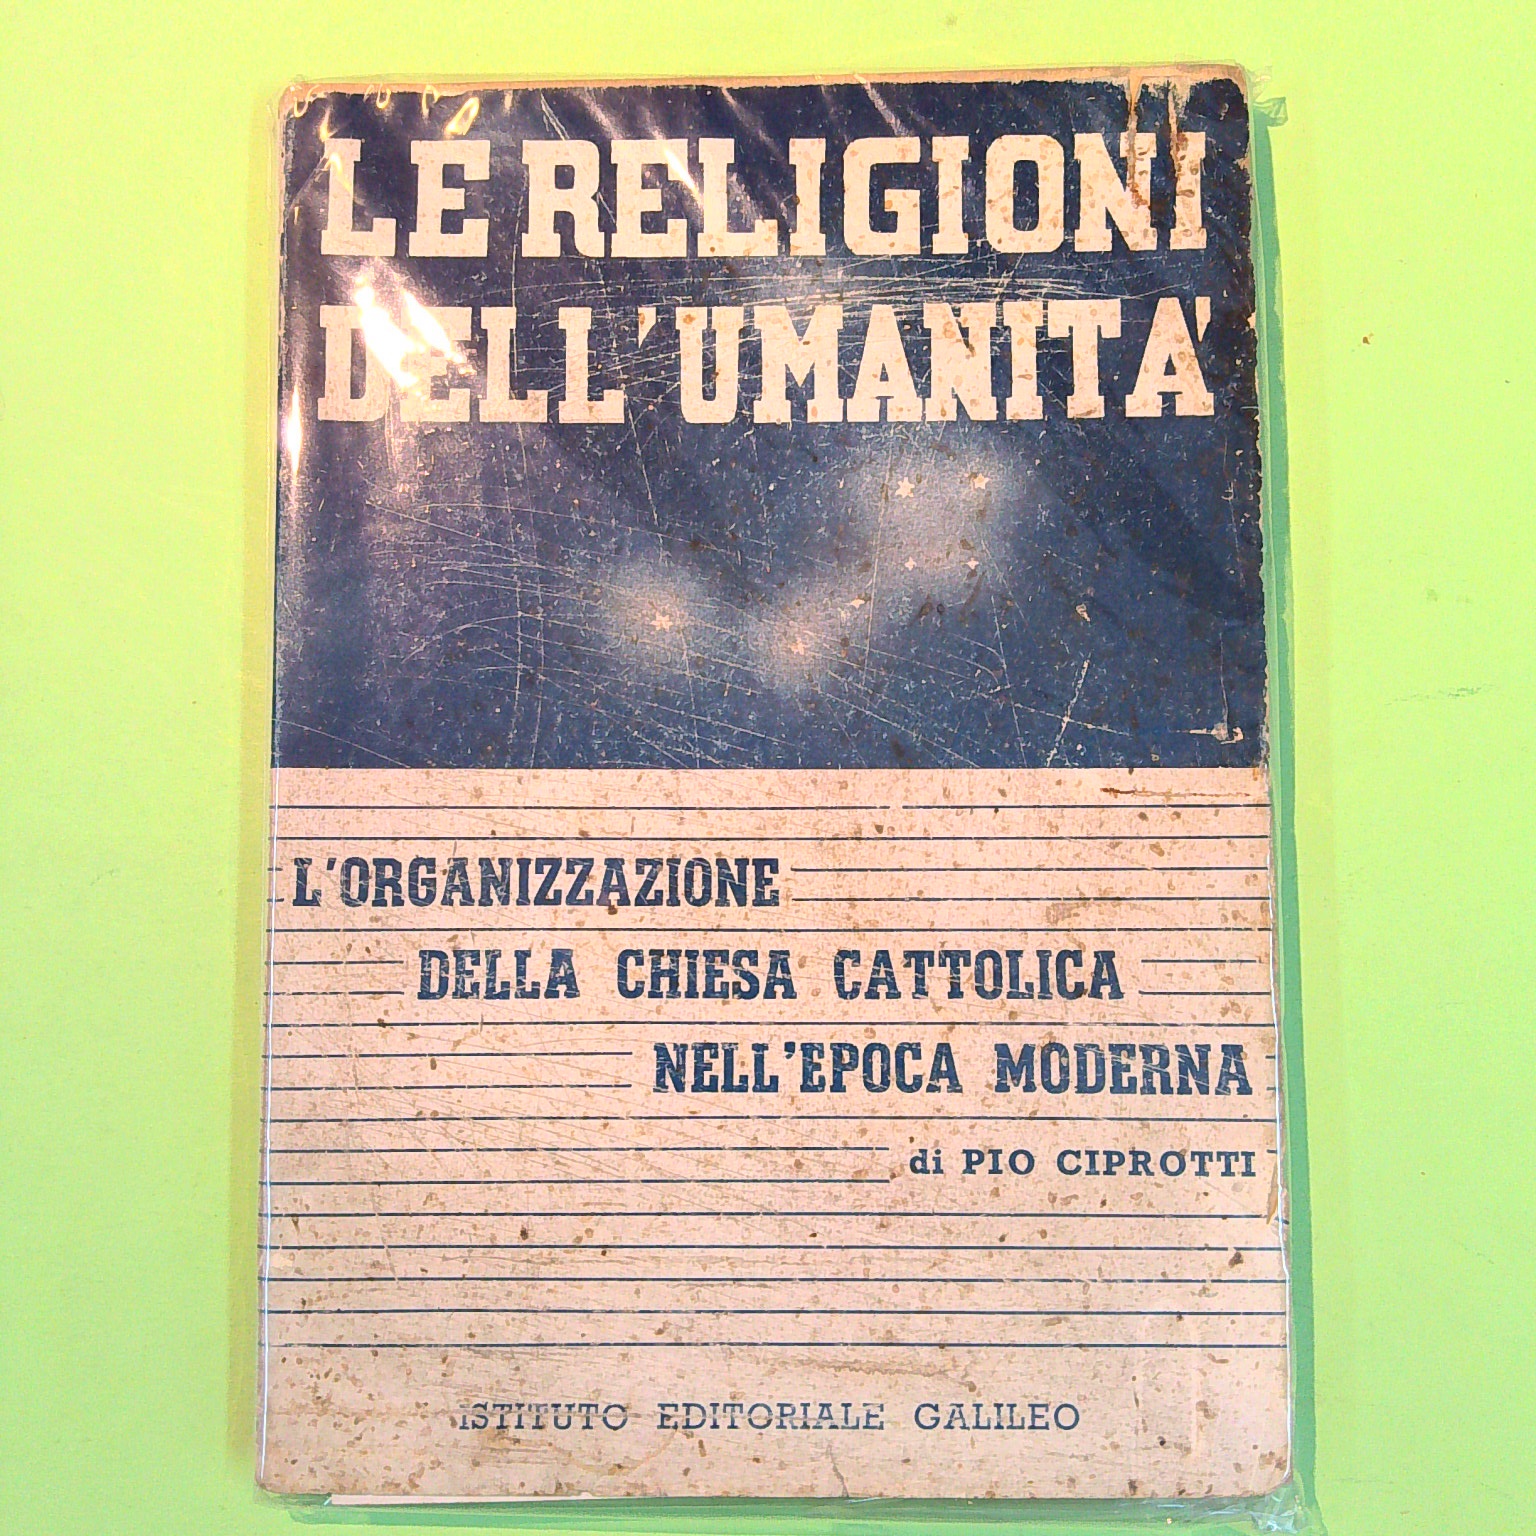 LE RELIGIONI
DELL'UMANITA'
L'ORGANIZZAZIONE
DELLA CHIESA CATTOLICA
NELL'EPOCA MODERNA
di PIO CIPROTTI
ISTITUTO EDITORIALE GALILEO